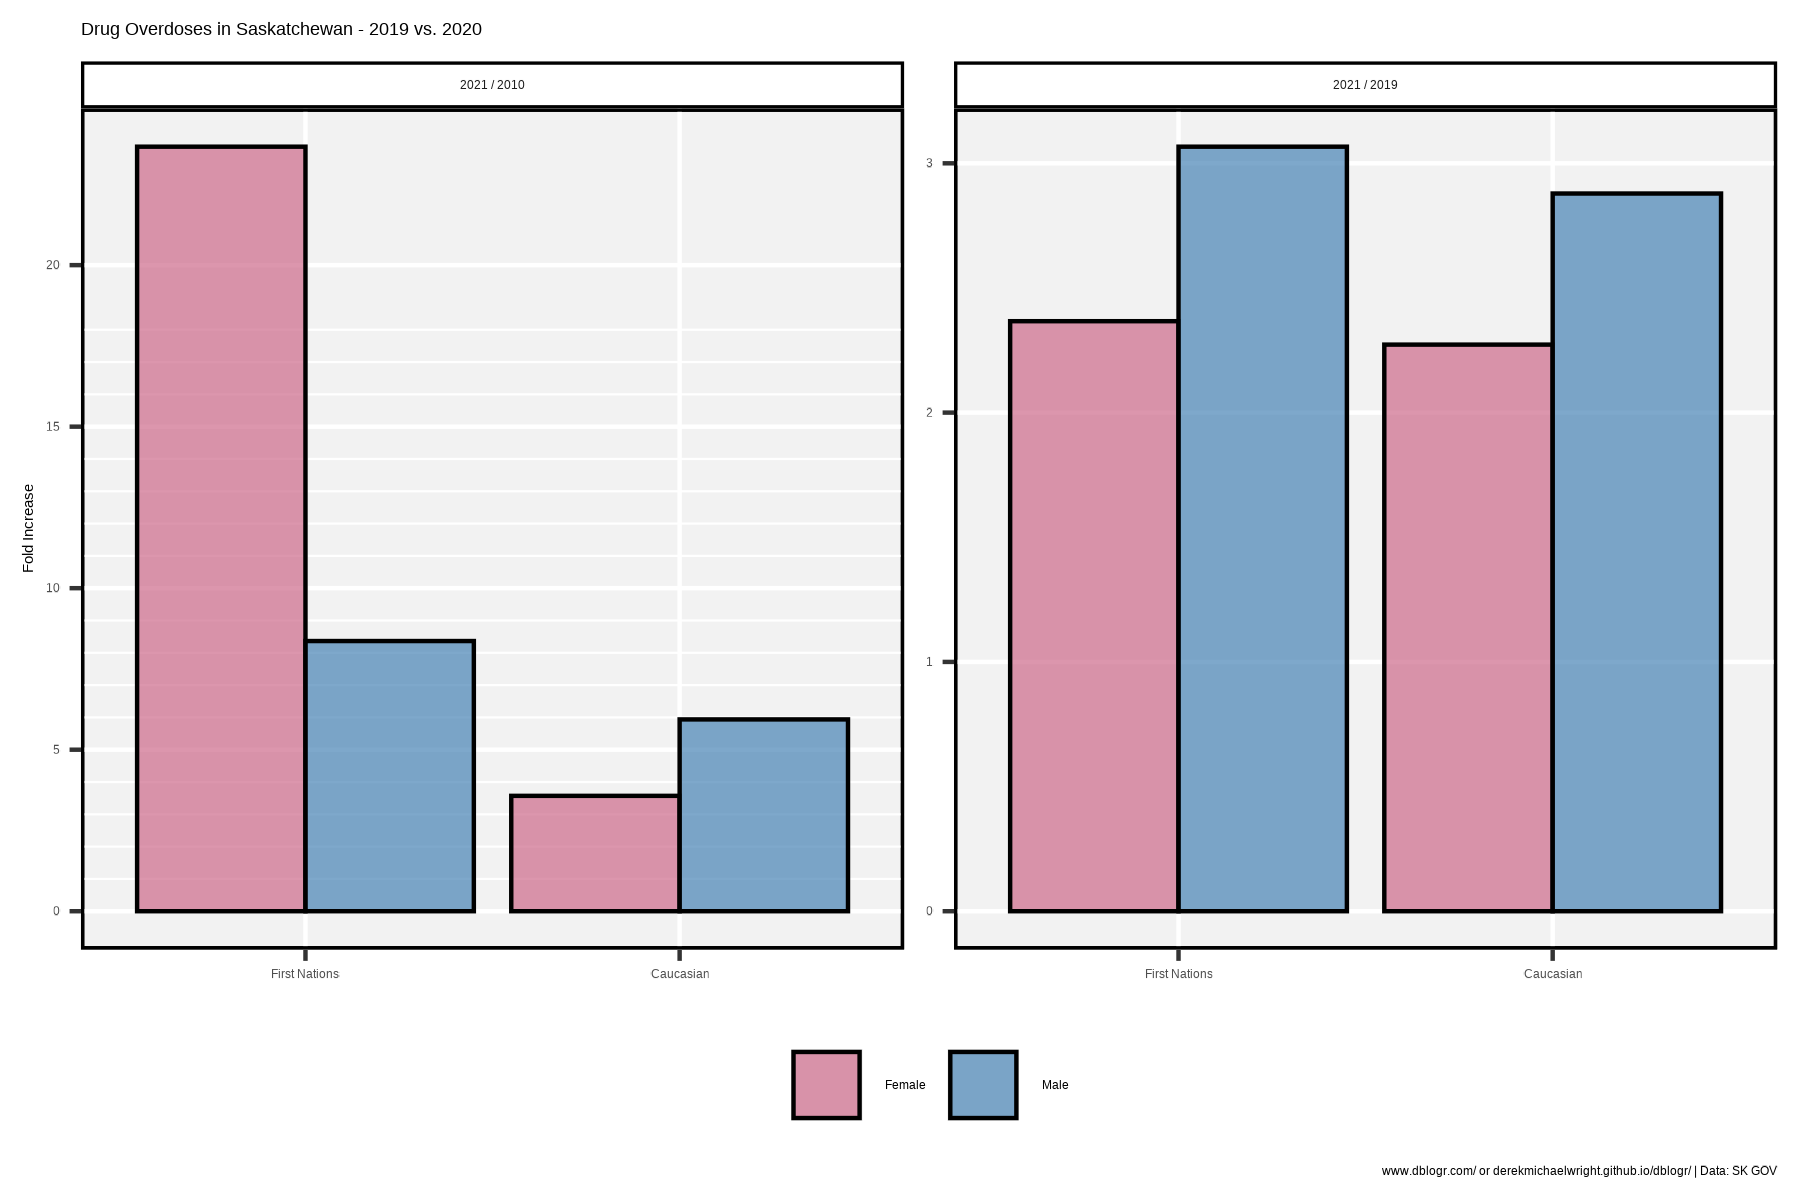 Drug Overdoses in Saskatchewan - 2019 vs. 2020
2021 / 2010
2021 / 2019
Fold Increase
20
15
10
5
0
3
2
1
0
First Nations
Caucasian
First Nations
Caucasian
Female
Male
www.dblogr.com/ or derekmichaelwright.github.io/dblogr/ | Data: SK GOV